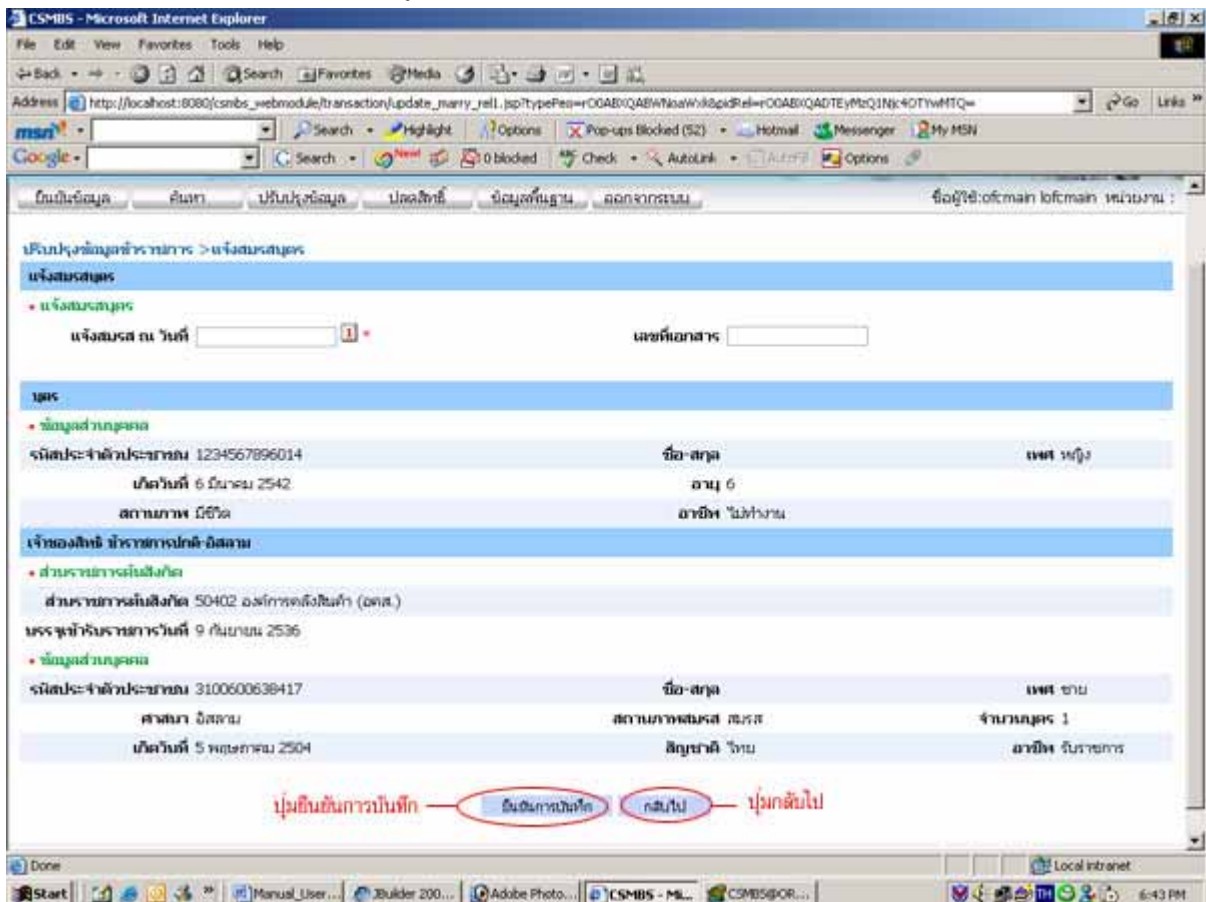 CSMBS - Microsoft Internet Explorer
File Edit View Favorites Tools Help
Back Search Favorites Media
Address http://localhost:8080/csmbs_webmodule/transaction/update_marry_rel1.jsp?typePen= Go Links
msn Search Highlight Options Pop-ups Blocked (52) Hotmail Messenger My MSN
Google Search New! 0 blocked Check AutoLink AutoFill Options
ยืนยันข้อมูล ค้นหา ปรับปรุงข้อมูล ปลดสิทธิ์ ข้อมูลพื้นฐาน ออกจากระบบ ชื่อผู้ใช้:ofcmain lofcmain หน่วยงาน :
ปรับปรุงข้อมูลข้าราชการ >แจ้งสมรสบุตร
แจ้งสมรสบุตร
• แจ้งสมรสบุตร
แจ้งสมรส ณ วันที่ 1 * เลขที่เอกสาร
บุตร
• ข้อมูลส่วนบุคคล
รหัสประจำตัวประชาชน 1234567896014 ชื่อ-สกุล เพศ หญิง
เกิดวันที่ 6 มีนาคม 2542 อายุ 6
สถานภาพ มีชีวิต อาชีพ ไม่ทำงาน
เจ้าของสิทธิ ข้าราชการปกติ-อิสลาม
• ส่วนราชการต้นสังกัด
ส่วนราชการต้นสังกัด 50402 องค์การคลังสินค้า (อคส.)
บรรจุเข้ารับราชการวันที่ 9 กันยายน 2536
• ข้อมูลส่วนบุคคล
รหัสประจำตัวประชาชน 3100600638417 ชื่อ-สกุล เพศ ชาย
ศาสนา อิสลาม สถานภาพสมรส สมรส จำนวนบุตร 1
เกิดวันที่ 5 พฤษภาคม 2504 สัญชาติ ไทย อาชีพ รับราชการ
ปุ่มยืนยันการบันทึก ยืนยันการบันทึก กลับไป ปุ่มกลับไป
Done Local intranet
Start Manual_User... JBuilder 200... Adobe Photo... CSMBS - Mi... CSMBS@OR... TH 6:43 PM